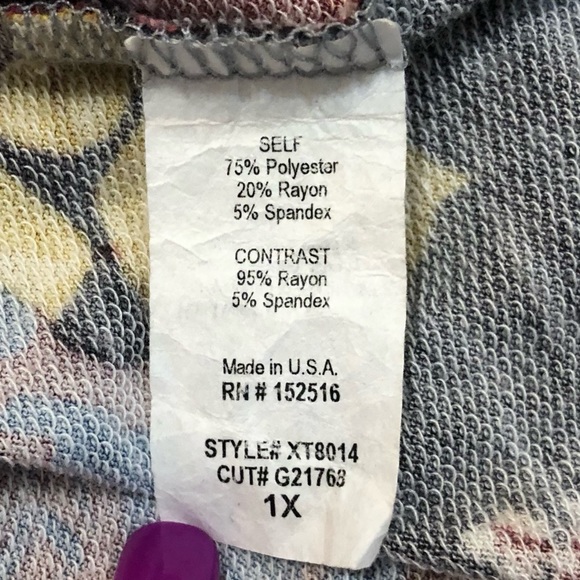 SELF
75% Polyester
20% Rayon
5% Spandex
CONTRAST
95% Rayon
5% Spandex
Made in U.S.A.
RN # 152516
STYLE# XT8014
CUT# G21763
1X